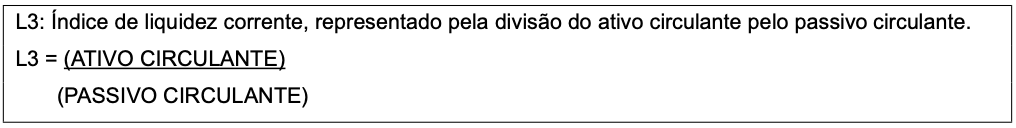 L3: Índice de liquidez corrente, representado pela divisão do ativo circulante pelo passivo circulante.
L3 = (ATIVO CIRCULANTE)
(PASSIVO CIRCULANTE)